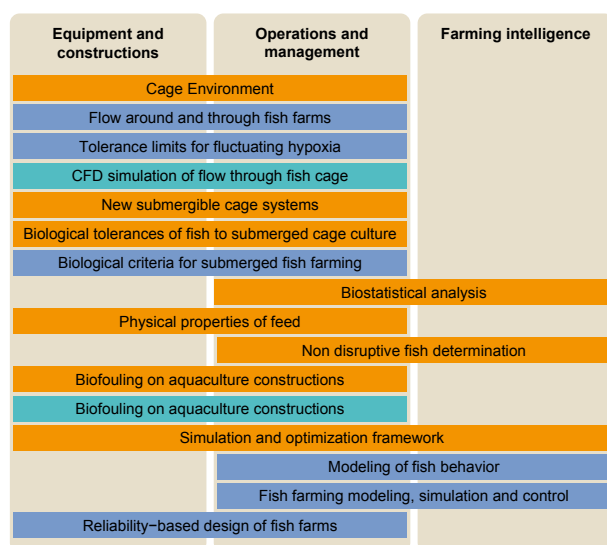 Equipment and
constructions
Operations and
management
Farming intelligence
Cage Environment
Flow around and through fish farms
Tolerance limits for fluctuating hypoxia
CFD simulation of flow through fish cage
New submergible cage systems
Biological tolerances of fish to submerged cage culture
Biological criteria for submerged fish farming
Biostatistical analysis
Physical properties of feed
Non disruptive fish determination
Biofouling on aquaculture constructions
Biofouling on aquaculture constructions
Simulation and optimization framework
Modeling of fish behavior
Fish farming modeling, simulation and control
Reliability−based design of fish farms